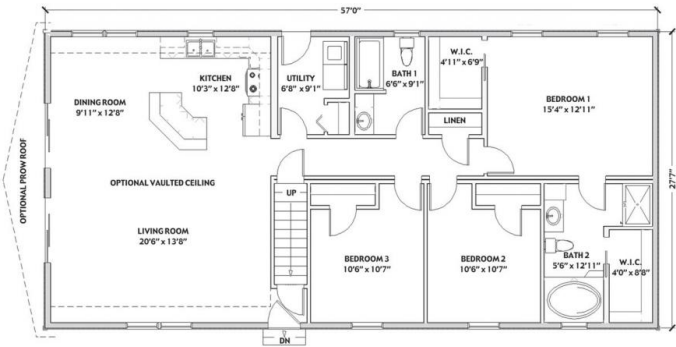 57'0"
W.I.C.
4'11" x 6'9"
KITCHEN
10'3" x 12'8"
UTILITY
6'8" x 9'1"
BATH 1
6'6" x 9'1"
DINING ROOM
9'11" x 12'8"
BEDROOM 1
15'4" x 12'11"
LINEN
OPTIONAL PROW ROOF
OPTIONAL VAULTED CEILING
UP
27'7"
LIVING ROOM
20'6" x 13'8"
BEDROOM 3
10'6" x 10'7"
BEDROOM 2
10'6" x 10'7"
BATH 2
5'6" x 12'11"
W.I.C.
4'0" x 8'8"
DN